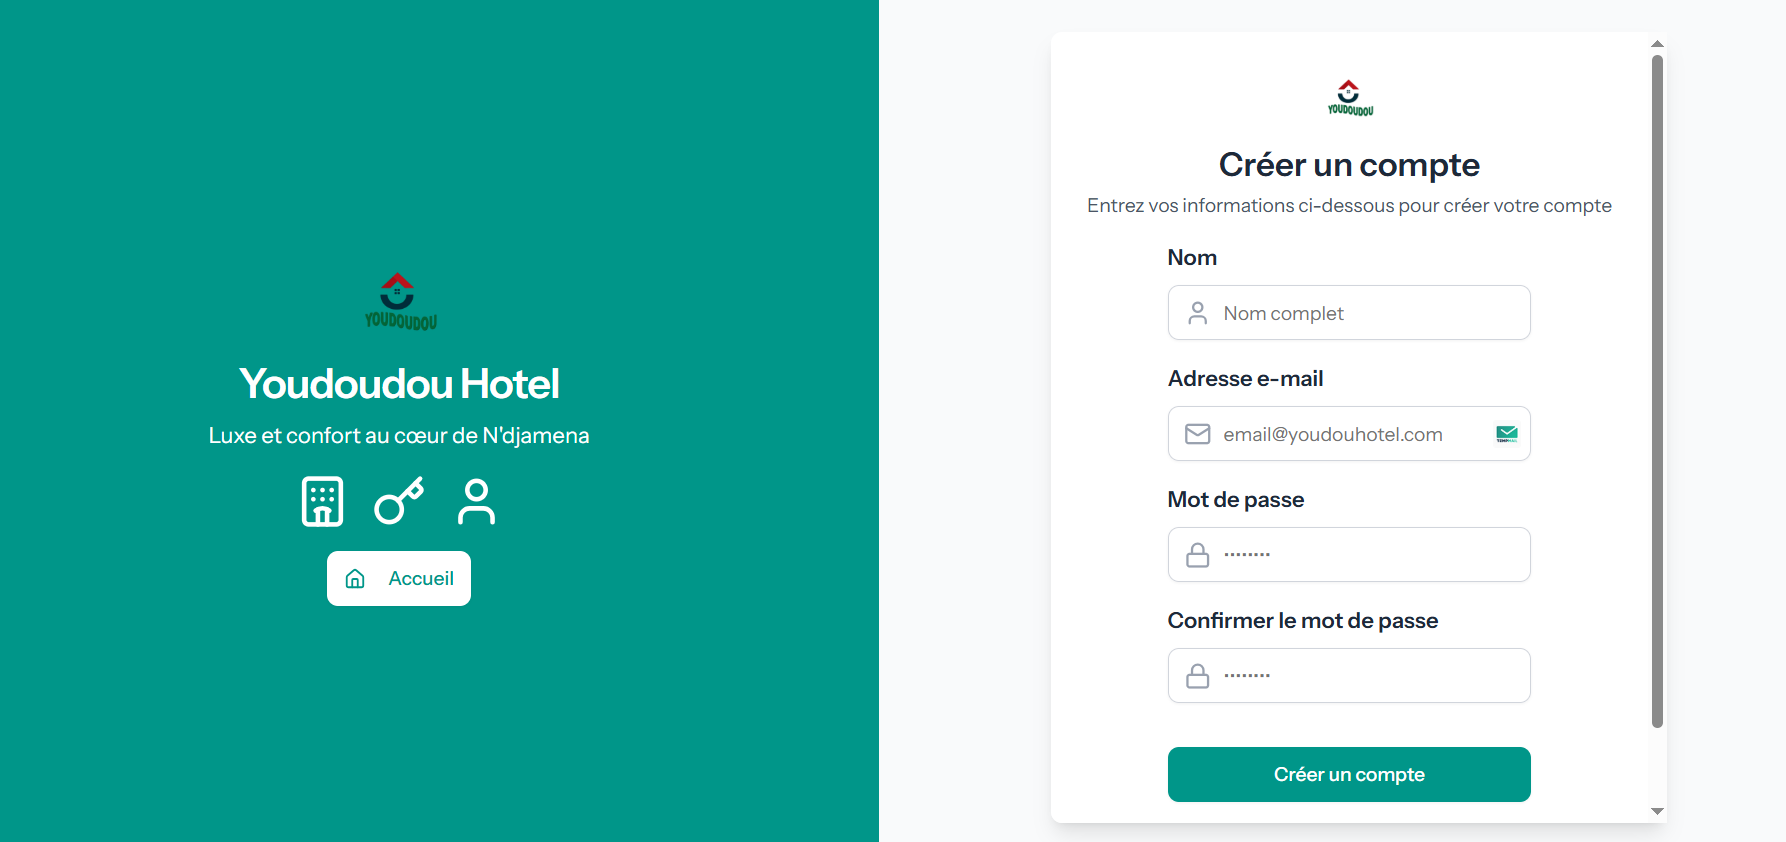 YOUDOUDOU
Youdoudou Hotel
Luxe et confort au cœur de N'djamena
Accueil
YOUDOUDOU
Créer un compte
Entrez vos informations ci-dessous pour créer votre compte
Nom
Nom complet
Adresse e-mail
email@youdouhotel.com
Mot de passe
Confirmer le mot de passe
Créer un compte